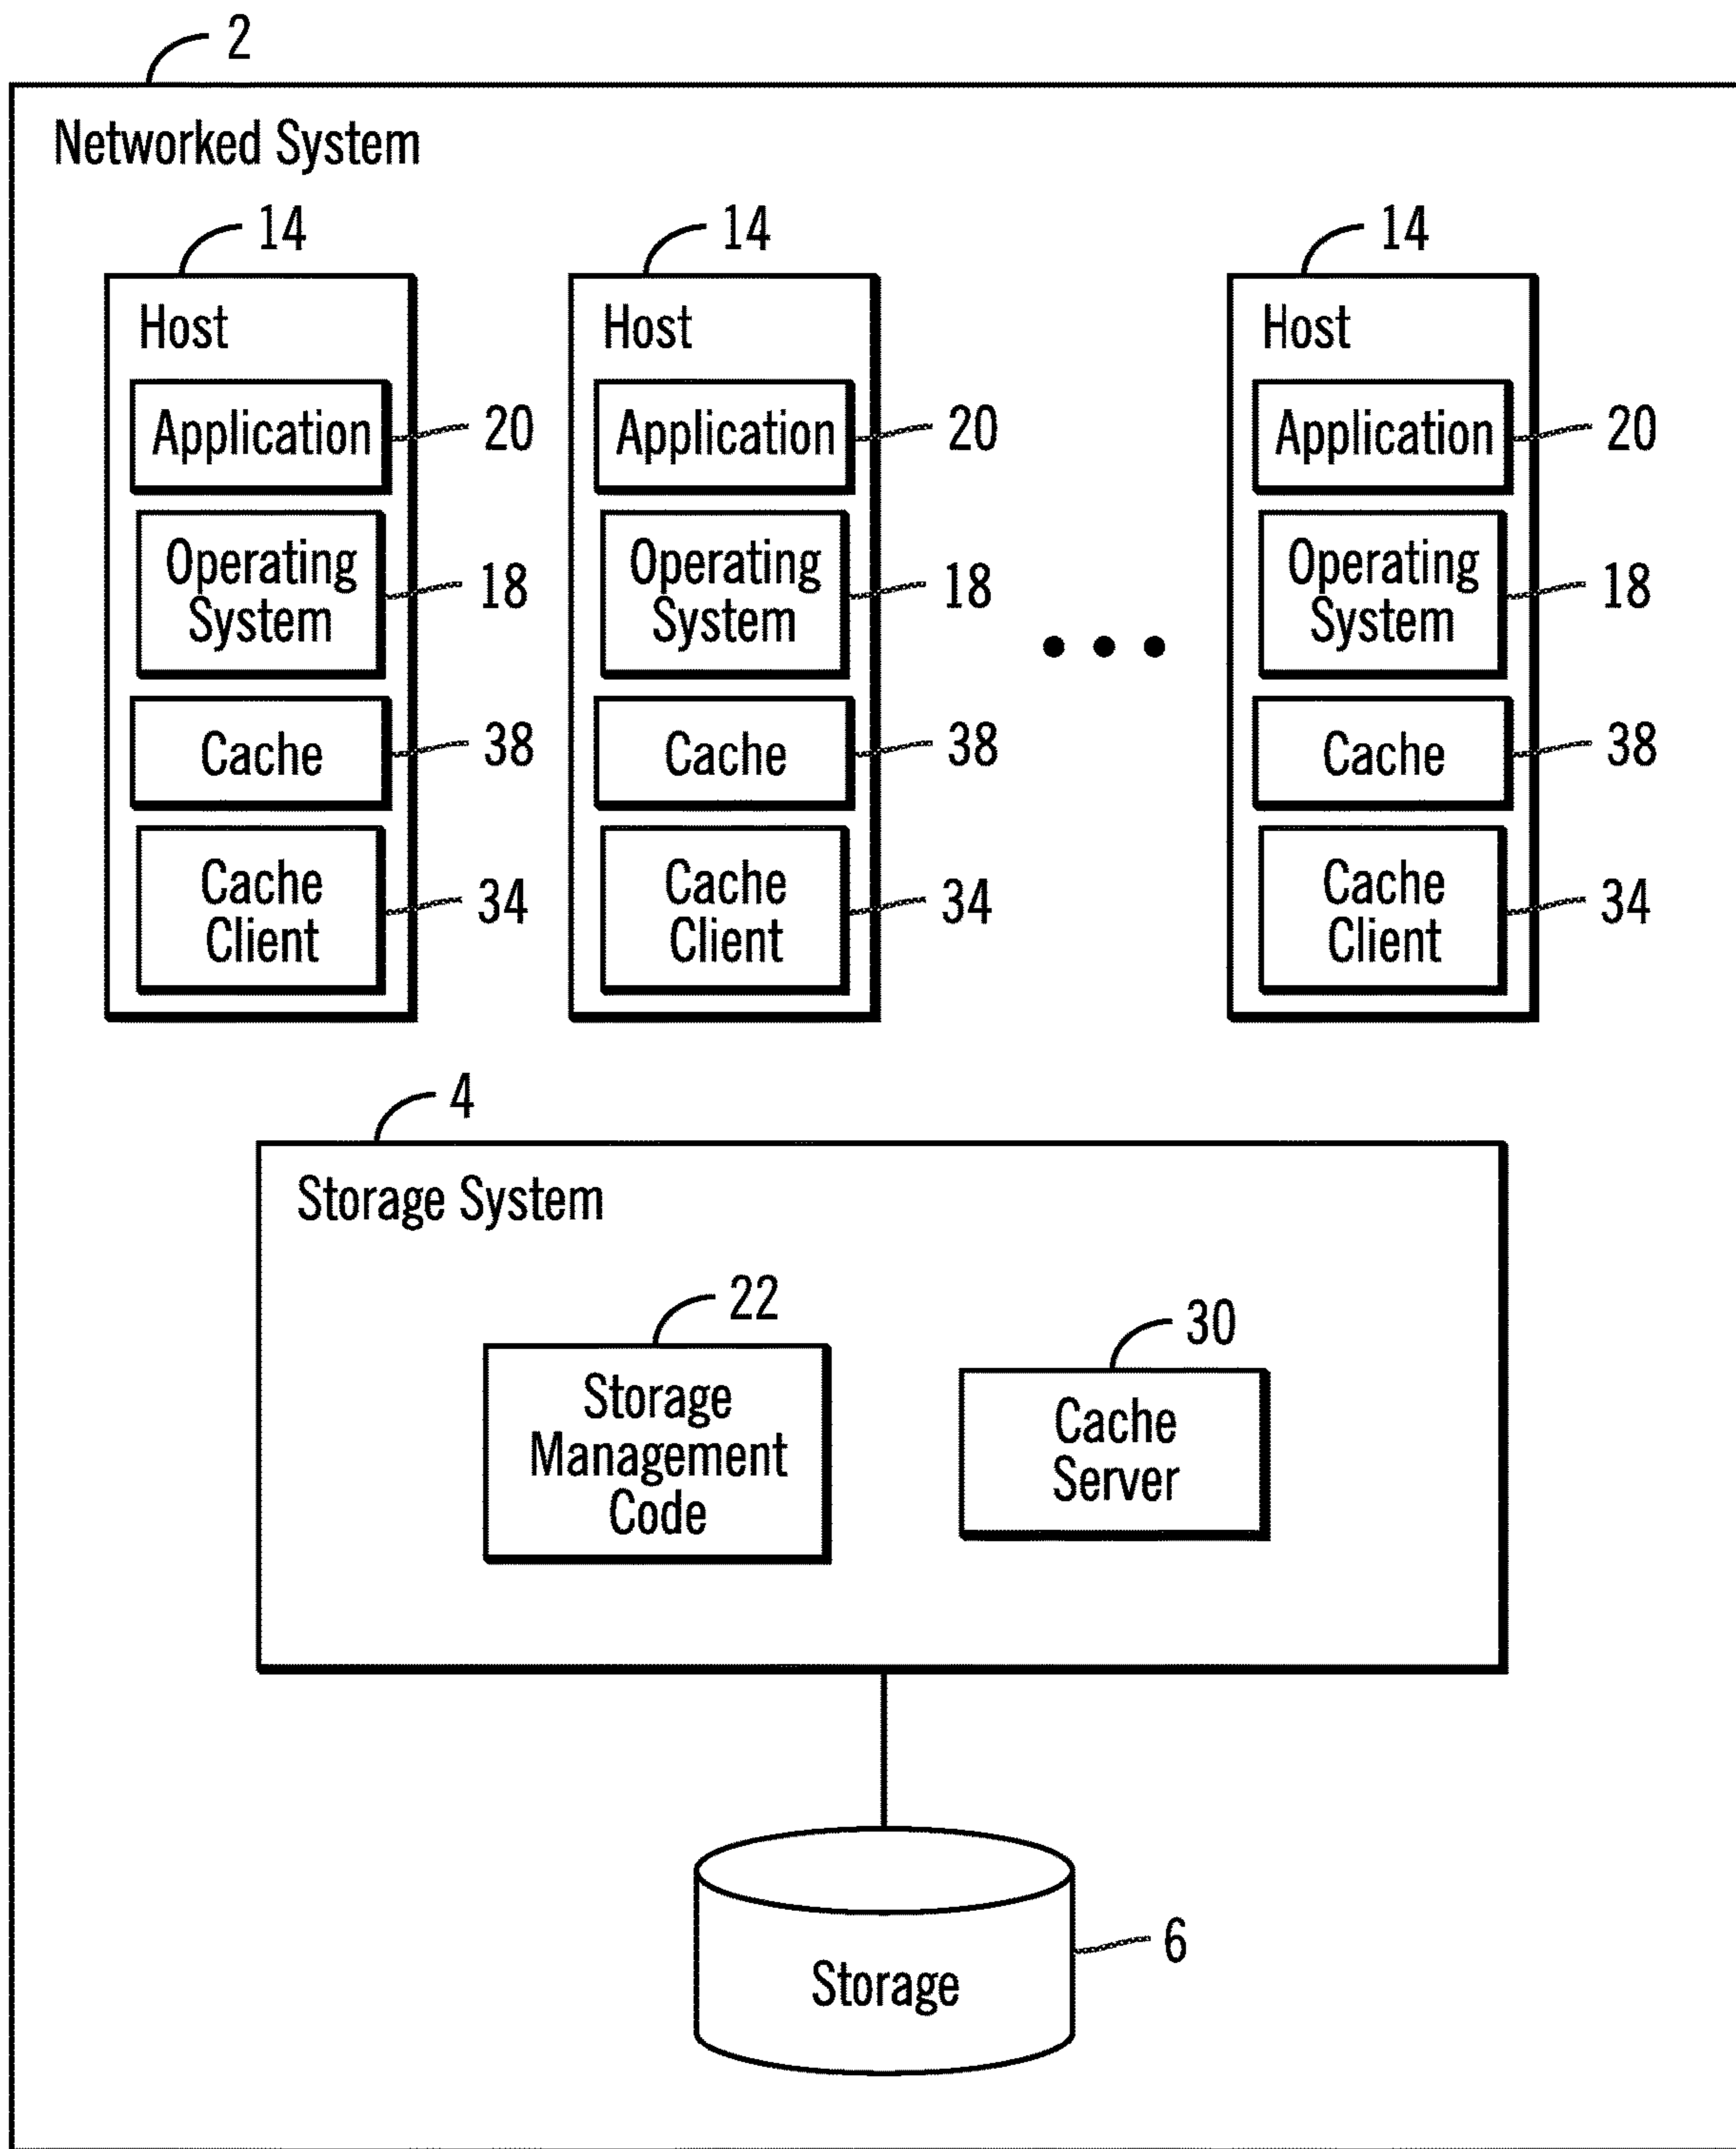 2
Networked System
14 14 14
Host Host Host
Application 20 Application 20 Application 20
Operating
System 18 Operating
System 18 Operating
System 18
Cache 38 Cache 38 Cache 38
Cache
Client 34 Cache
Client 34 Cache
Client 34
4
Storage System
22
Storage
Management
Code
30
Cache
Server
Storage 6